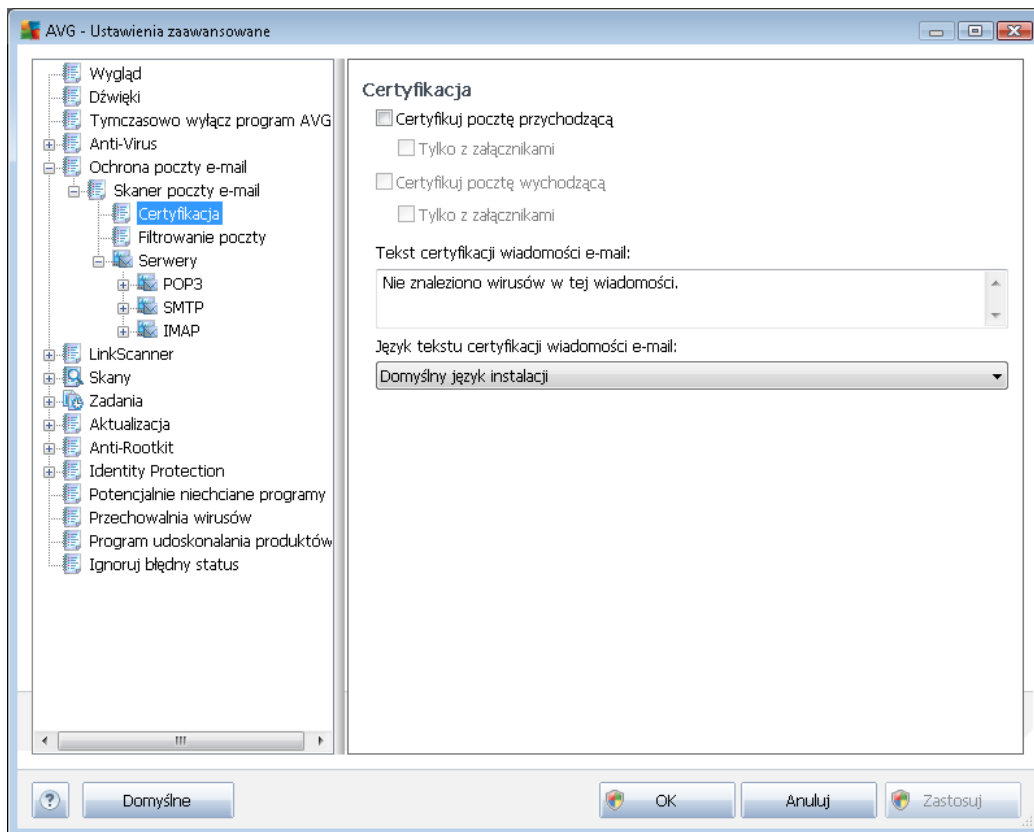 AVG - Ustawienia zaawansowane
Wygląd
Dźwięki
Tymczasowo wyłącz program AVG
Anti-Virus
Ochrona poczty e-mail
Skaner poczty e-mail
Certyfikacja
Filtrowanie poczty
Serwery
POP3
SMTP
IMAP
LinkScanner
Skany
Zadania
Aktualizacja
Anti-Rootkit
Identity Protection
Potencjalnie niechciane programy
Przechowalnia wirusów
Program udoskonalania produktów
Ignoruj błędny status
Certyfikacja
Certyfikuj pocztę przychodzącą
Tylko z załącznikami
Certyfikuj pocztę wychodzącą
Tylko z załącznikami
Tekst certyfikacji wiadomości e-mail:
Nie znaleziono wirusów w tej wiadomości.
Język tekstu certyfikacji wiadomości e-mail:
Domyślny język instalacji
? Domyślne OK Anuluj Zastosuj